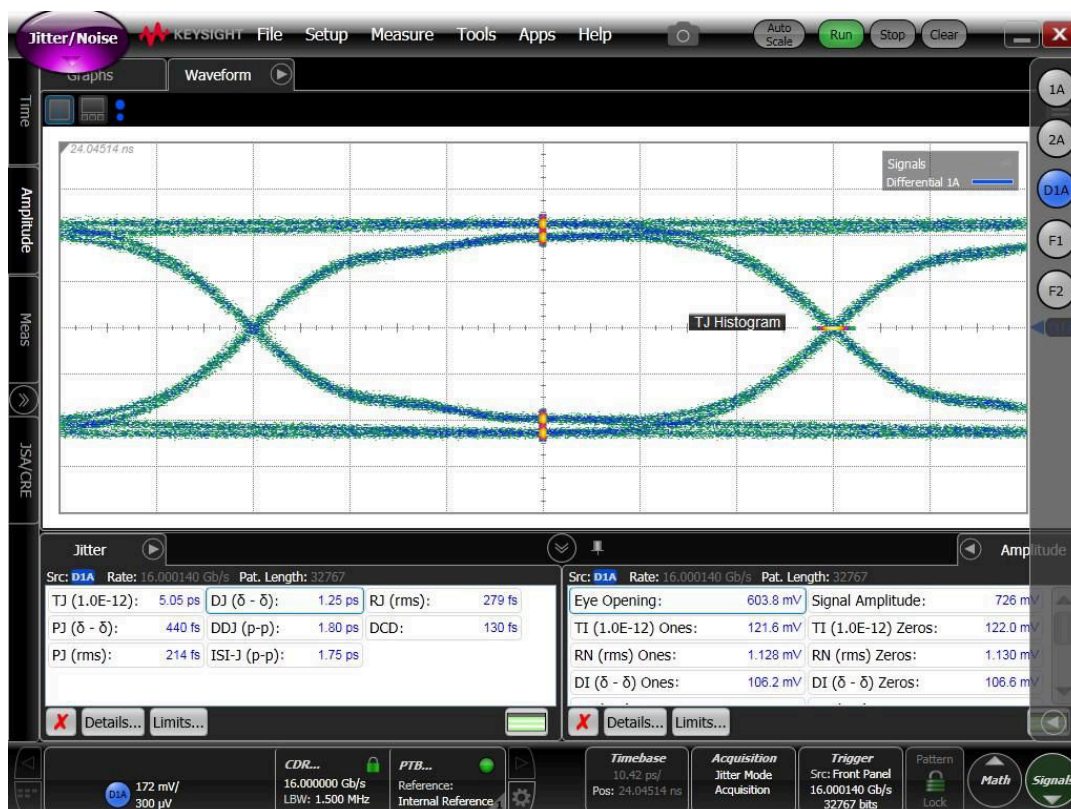 Jitter/Noise
KEYSIGHT File Setup Measure Tools Apps Help Auto Scale Run Stop Clear X
Graphs Waveform
Time
Amplitude
Meas
JSA/CRE
24.04514 ns
Signals
Differential 1A
TJ Histogram
1A
2A
D1A
F1
F2
Jitter
Src: D1A Rate: 16.000140 Gb/s Pat. Length: 32767
TJ (1.0E-12): 5.05 ps DJ (δ - δ): 1.25 ps RJ (rms): 279 fs
PJ (δ - δ): 440 fs DDJ (p-p): 1.80 ps DCD: 130 fs
PJ (rms): 214 fs ISI-J (p-p): 1.75 ps
Details... Limits...
Amplitude
Src: D1A Rate: 16.000140 Gb/s Pat. Length: 32767
Eye Opening: 603.8 mV Signal Amplitude: 726 mV
TI (1.0E-12) Ones: 121.6 mV TI (1.0E-12) Zeros: 122.0 mV
RN (rms) Ones: 1.128 mV RN (rms) Zeros: 1.130 mV
DI (δ - δ) Ones: 106.2 mV DI (δ - δ) Zeros: 106.6 mV
Details... Limits...
D1A
172 mV/
300 µV
CDR...
16.000000 Gb/s
LBW: 1.500 MHz
PTB...
Reference:
Internal Reference
Timebase
10.42 ps/
Pos: 24.04514 ns
Acquisition
Jitter Mode
Acquisition
Trigger
Src: Front Panel
16.000140 Gb/s
32767 bits
Pattern
Lock
Math
Signals